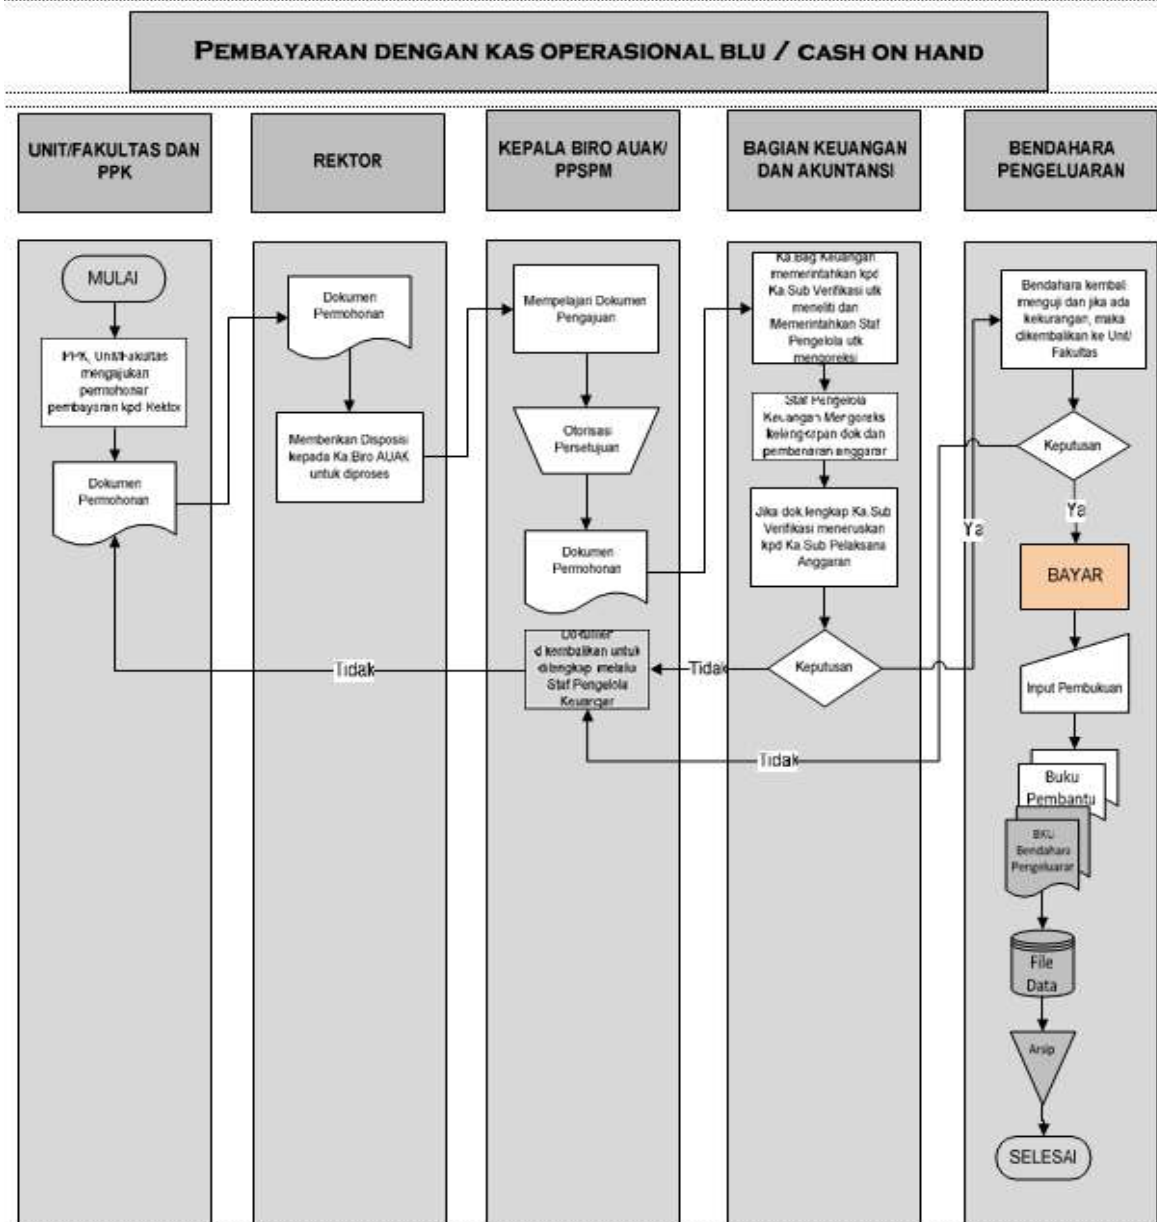 PEMBAYARAN DENGAN KAS OPERASIONAL BLU / CASH ON HAND
UNIT/FAKULTAS DAN
PPK
REKTOR
KEPALA BIRO AUAK/
PPSPM
BAGIAN KEUANGAN
DAN AKUNTANSI
BENDAHARA
PENGELUARAN
MULAI
PPK, Unit/Fakultas
mengajukan
permohonan
pembayaran kpd Rektor
Dokumen
Permohonan
Dokumen
Permohonan
Memberikan Disposisi
kepada Ka.Biro AUAK
untuk diproses
Mempelajari Dokumen
Pengajuan
Otorisasi
Persetujuan
Dokumen
Permohonan
Dokumen
dikembalikan untuk
dilengkap melalu
Staf Pengelola
Keuangan
Tidak
Ka.Bag Keuangan
memerintahkan kpd
Ka.Sub Verifikasi utk
meneliti dan
Memerintahkan Staf
Pengelola utk
mengoreksi
Staf Pengelola
Keuangan Mengoreks
kelengkapan dok dan
pembenaran anggaran
Jika dok.lengkap Ka.Sub
Verifikasi meneruskan
kpd Ka.Sub Pelaksana
Anggaran
Keputusan
Tidak
Tidak
Ya
Bendahara kembali
menguji dan jika ada
kekurangan, maka
dikembalikan ke Unit/
Fakultas
Keputusan
Ya
BAYAR
Input Pembukuan
Buku
Pembantu
BKU
Bendahara
Pengeluaran
File
Data
Arsip
SELESAI